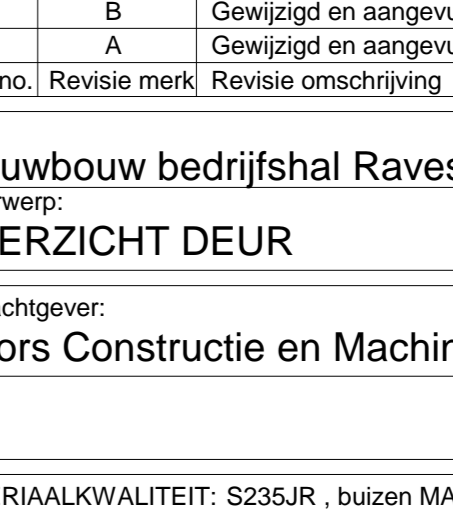 B Gewijzigd en aangevu
A Gewijzigd en aangevu
no. Revisie merk Revisie omschrijving
uwbouw bedrijfshal Raves
rwerp:
ERZICHT DEUR
achtgever:
ors Constructie en Machin
RIAALKWALITEIT: S235JR , buizen MA